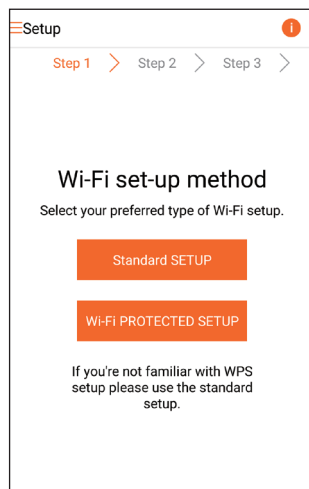 Setup
Step 1 Step 2 Step 3
Wi-Fi set-up method
Select your preferred type of Wi-Fi setup.
Standard SETUP
Wi-Fi PROTECTED SETUP
If you're not familiar with WPS
setup please use the standard
setup.